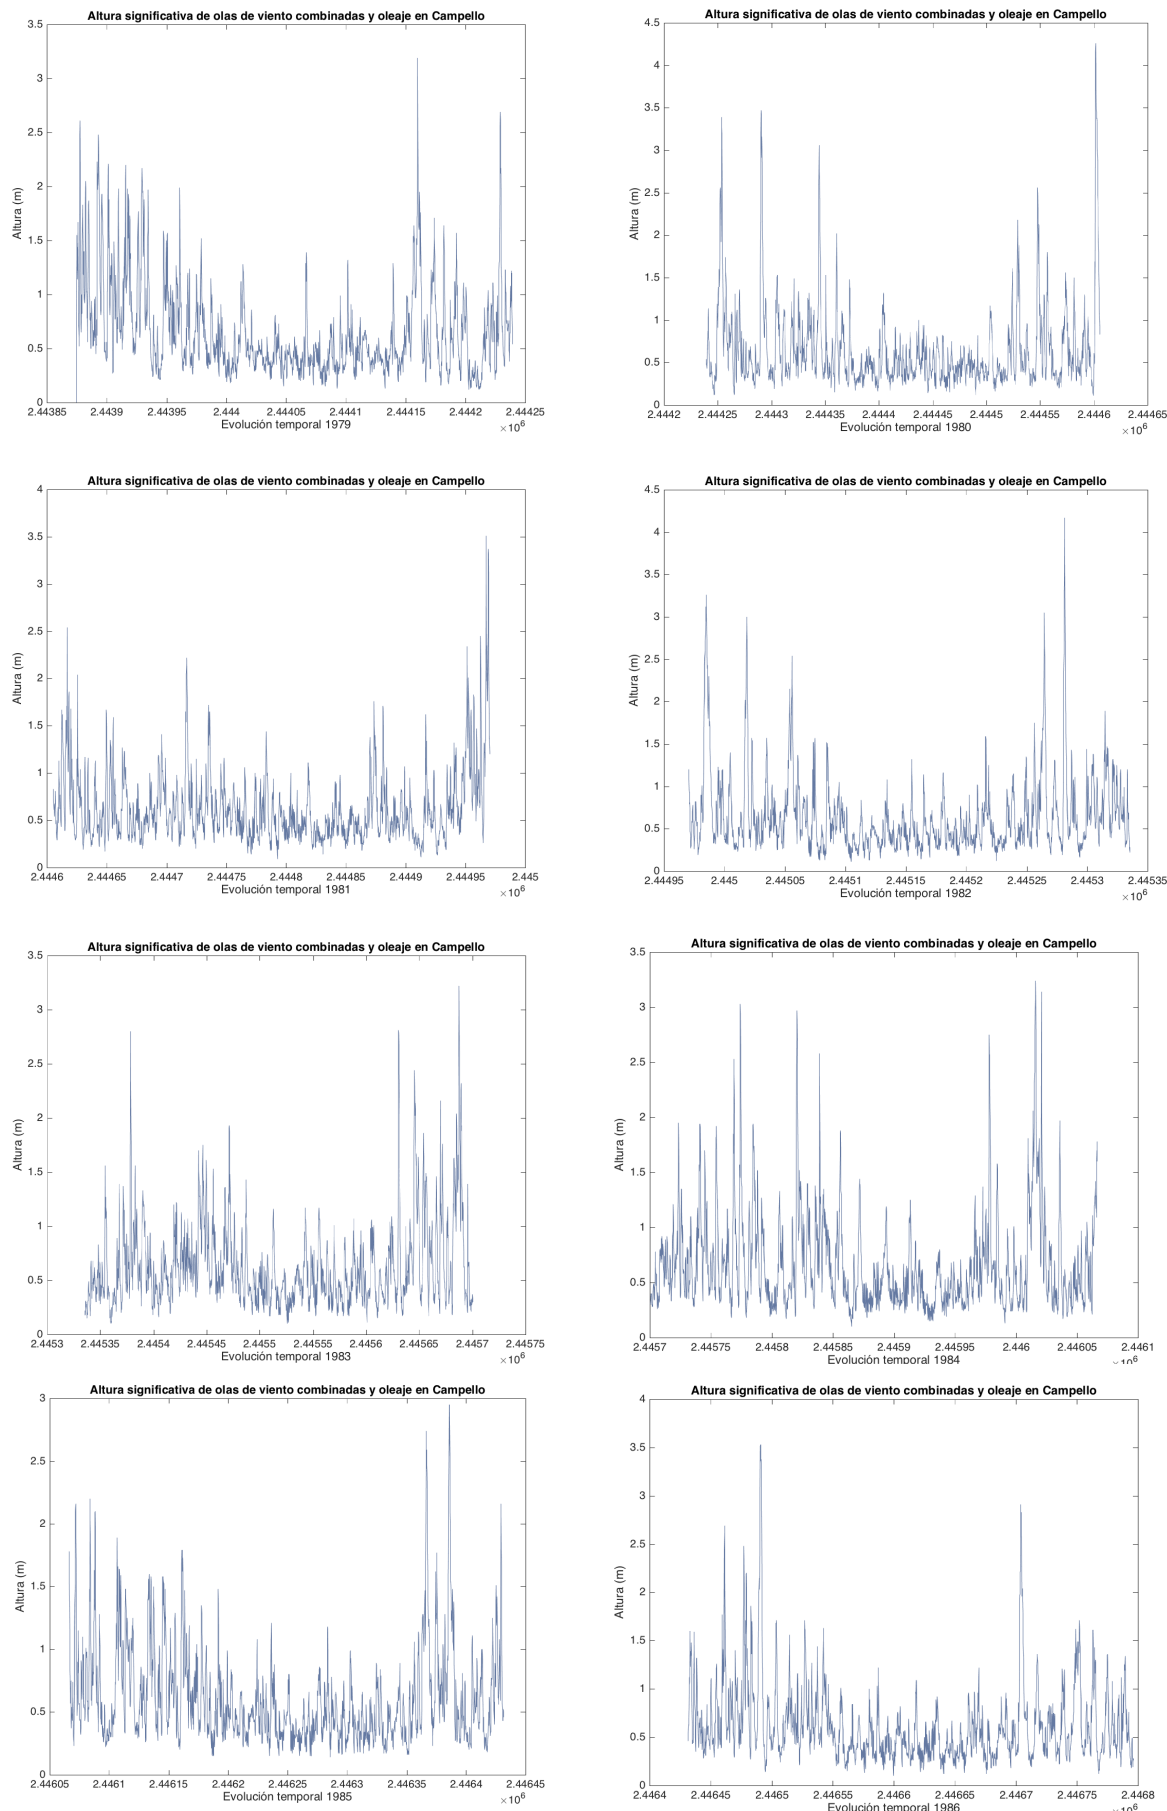 Altura significativa de olas de viento combinadas y oleaje en Campello
3.5
3
2.5
2
1.5
1
0.5
0
Altura (m)
2.44385 2.4439 2.44395 2.444 2.44405 2.4441 2.44415 2.4442 2.44425
Evolución temporal 1979
×10^6
Altura significativa de olas de viento combinadas y oleaje en Campello
4.5
4
3.5
3
2.5
2
1.5
1
0.5
0
Altura (m)
2.4442 2.44425 2.4443 2.44435 2.4444 2.44445 2.4445 2.44455 2.4446 2.44465
Evolución temporal 1980
×10^6
Altura significativa de olas de viento combinadas y oleaje en Campello
4
3.5
3
2.5
2
1.5
1
0.5
0
Altura (m)
2.4446 2.44465 2.4447 2.44475 2.4448 2.44485 2.4449 2.44495 2.445
Evolución temporal 1981
×10^6
Altura significativa de olas de viento combinadas y oleaje en Campello
4.5
4
3.5
3
2.5
2
1.5
1
0.5
0
Altura (m)
2.44495 2.445 2.44505 2.4451 2.44515 2.4452 2.44525 2.4453 2.44535
Evolución temporal 1982
×10^6
Altura significativa de olas de viento combinadas y oleaje en Campello
3.5
3
2.5
2
1.5
1
0.5
0
Altura (m)
2.4453 2.44535 2.4454 2.44545 2.4455 2.44555 2.4456 2.44565 2.4457 2.44575
Evolución temporal 1983
×10^6
Altura significativa de olas de viento combinadas y oleaje en Campello
3.5
3
2.5
2
1.5
1
0.5
0
Altura (m)
2.4457 2.44575 2.4458 2.44585 2.4459 2.44595 2.446 2.44605 2.4461
Evolución temporal 1984
×10^6
Altura significativa de olas de viento combinadas y oleaje en Campello
3
2.5
2
1.5
1
0.5
0
Altura (m)
2.44605 2.4461 2.44615 2.4462 2.44625 2.4463 2.44635 2.4464 2.44645
Evolución temporal 1985
×10^6
Altura significativa de olas de viento combinadas y oleaje en Campello
4
3.5
3
2.5
2
1.5
1
0.5
0
Altura (m)
2.4464 2.44645 2.4465 2.44655 2.4466 2.44665 2.4467 2.44675 2.4468
Evolución temporal 1986
×10^6